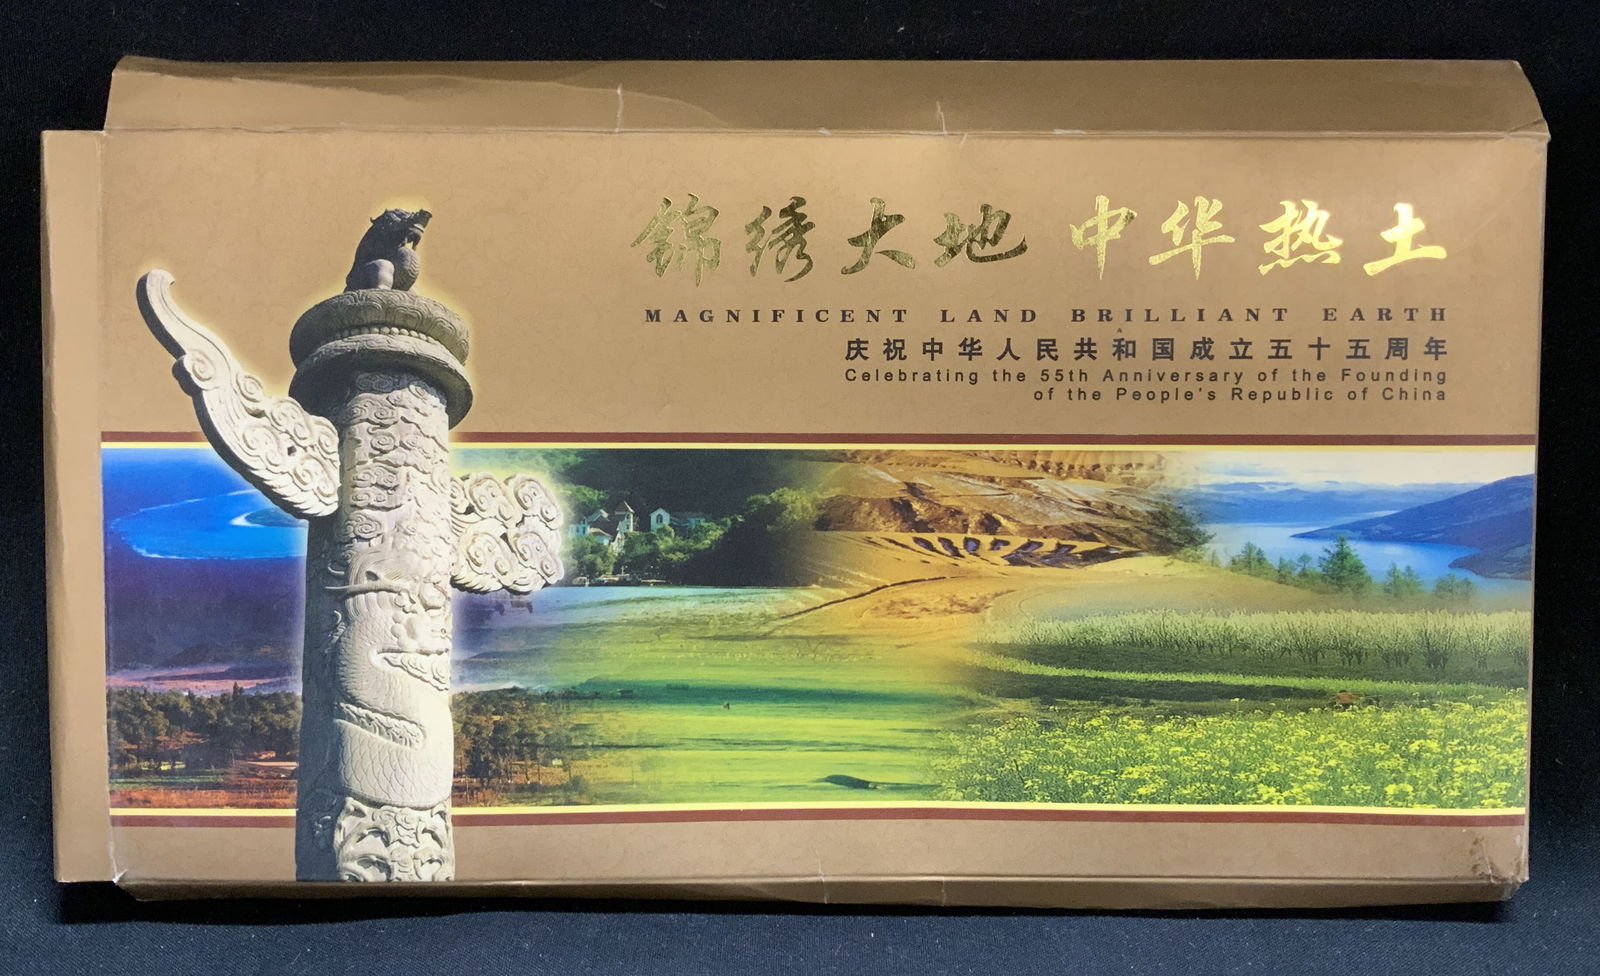 锦绣大地 中华热土
MAGNIFICENT LAND BRILLIANT EARTH
庆祝中华人民共和国成立五十五周年
Celebrating the 55th Anniversary of the Founding
of the People's Republic of China